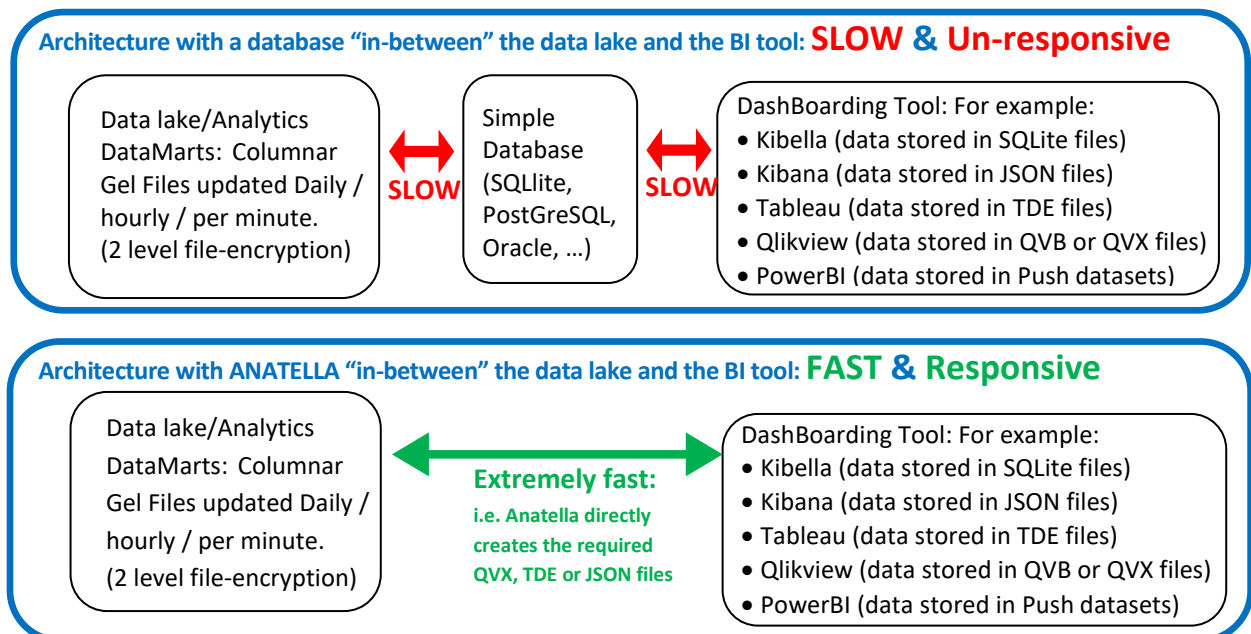 Architecture with a database “in-between” the data lake and the BI tool: SLOW & Un-responsive
Data lake/Analytics
DataMarts: Columnar
Gel Files updated Daily /
hourly / per minute.
(2 level file-encryption)
SLOW
Simple
Database
(SQLlite,
PostGreSQL,
Oracle, …)
SLOW
DashBoarding Tool: For example:
• Kibella (data stored in SQLite files)
• Kibana (data stored in JSON files)
• Tableau (data stored in TDE files)
• Qlikview (data stored in QVB or QVX files)
• PowerBI (data stored in Push datasets)
Architecture with ANATELLA “in-between” the data lake and the BI tool: FAST & Responsive
Data lake/Analytics
DataMarts: Columnar
Gel Files updated Daily /
hourly / per minute.
(2 level file-encryption)
Extremely fast:
i.e. Anatella directly
creates the required
QVX, TDE or JSON files
DashBoarding Tool: For example:
• Kibella (data stored in SQLite files)
• Kibana (data stored in JSON files)
• Tableau (data stored in TDE files)
• Qlikview (data stored in QVB or QVX files)
• PowerBI (data stored in Push datasets)